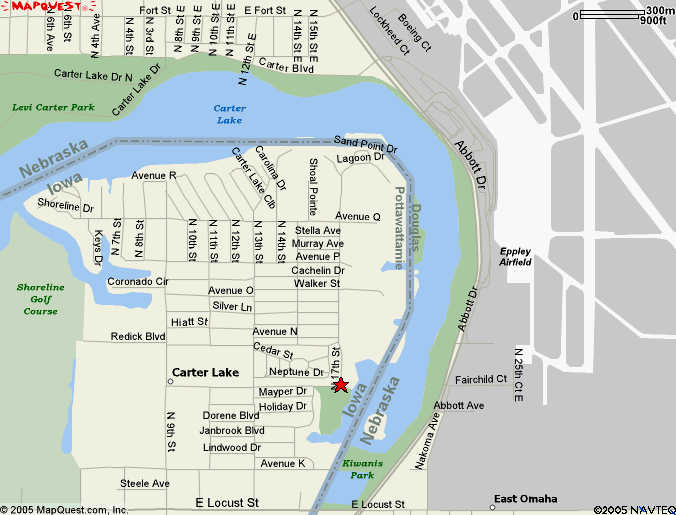 MAPQUEST
Fort St
E Fort St
300m
900ft
0
N 6th Ave
N 6th St
N 4th Ave
N 4th St
N 3rd St
N 8th St E
N 9th St E
N 10th St E
N 11th St E
N 12th St E
N 14th St E
N 15th St E
Boeing Ct
Lockheed Ct
Carter Lake Dr N
Carter Lake Dr
Carter Blvd
Levi Carter Park
Carter
Lake
Abbott Dr
Sand Point Dr
Nebraska
Iowa
Lagoon Dr
Carolina Dr
Carter Lake Clb
Shoal Pointe
Avenue R
Shoreline Dr
Pottawattamie
Douglas
Avenue Q
Keys Dr
N 7th St
N 8th St
N 10th St
N 11th St
N 12th St
N 13th St
N 14th St
Stella Ave
Murray Ave
Avenue P
Cachelin Dr
Walker St
Eppley
Airfield
Coronado Cir
Shoreline
Golf
Course
Avenue O
Silver Ln
Abbott Dr
Hiatt St
Avenue N
Redick Blvd
Cedar St
N 17th St
Neptune Dr
Carter Lake
N 25th Ct E
Fairchild Ct
Mayper Dr
Iowa
Nebraska
Holiday Dr
Abbott Ave
Dorene Blvd
N 9th St
Janbrook Blvd
Nakoma Ave
Lindwood Dr
Avenue K
Kiwanis
Park
Steele Ave
E Locust St
E Locust St
East Omaha
© 2005 MapQuest.com, Inc.
©2005 NAVTEQ